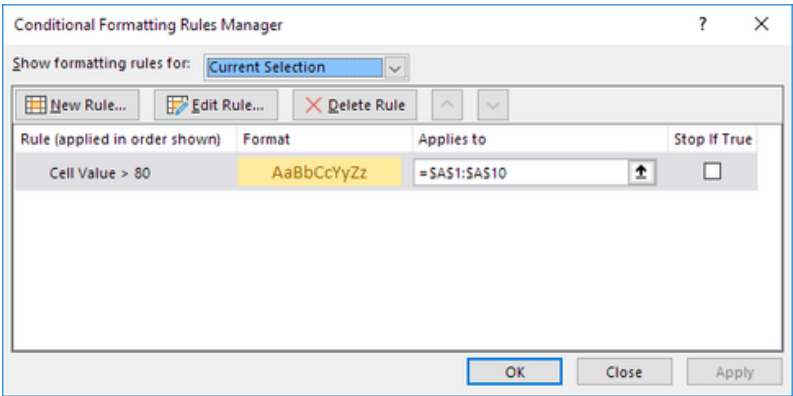 Conditional Formatting Rules Manager ? ×
Show formatting rules for: Current Selection
New Rule... Edit Rule... Delete Rule
Rule (applied in order shown) Format Applies to Stop If True
Cell Value > 80 AaBbCcYyZz =$A$1:$A$10
OK Close Apply